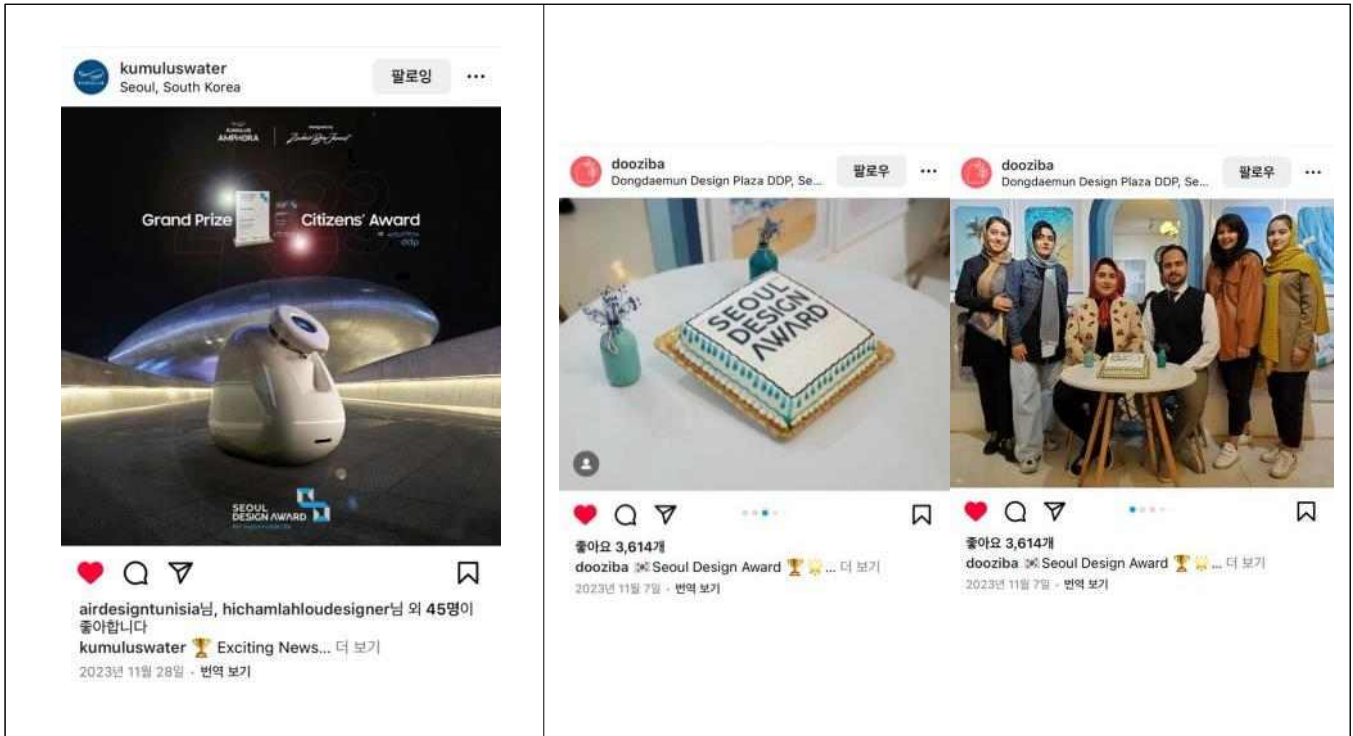 kumuluswater
Seoul, South Korea
팔로잉
KUMULUS
AMPHORA
Grand Prize
Citizens' Award
ddp
SEOUL
DESIGN AWARD
airdesigntunisia님, hichamlahloudesigner님 외 45명이
좋아합니다
kumuluswater 🏆 Exciting News... 더 보기
2023년 11월 28일 · 번역 보기
dooziba
Dongdaemun Design Plaza DDP, Se...
팔로우
SEOUL
DESIGN
AWARD
좋아요 3,614개
dooziba 🇰🇷 Seoul Design Award 🏆🌟... 더 보기
2023년 11월 7일 · 번역 보기
dooziba
Dongdaemun Design Plaza DDP, Se...
팔로우
좋아요 3,614개
dooziba 🇰🇷 Seoul Design Award 🏆🌟... 더 보기
2023년 11월 7일 · 번역 보기